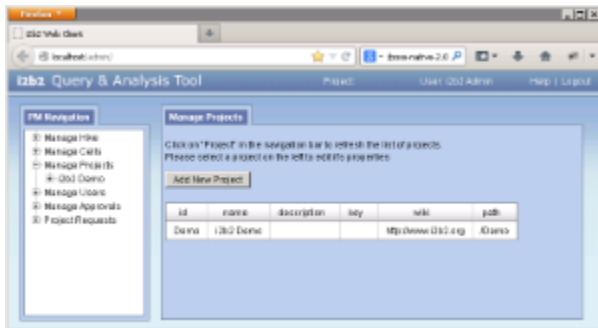 Firefox
i2b2 Web Client
localhost/admin/
i2b2 Query & Analysis Tool
Project:
User: i2b2 Admin
Help | Logout
PM Navigation
Manage Hive
Manage Cells
Manage Projects
i2b2 Demo
Manage Users
Manage Approvals
Project Requests
Manage Projects
Click on "Project" in the navigation bar to refresh the list of projects.
Please select a project on the left to edit its properties
Add New Project
id name description key wiki path
Demo i2b2 Demo http://www.i2b2.org /Demo